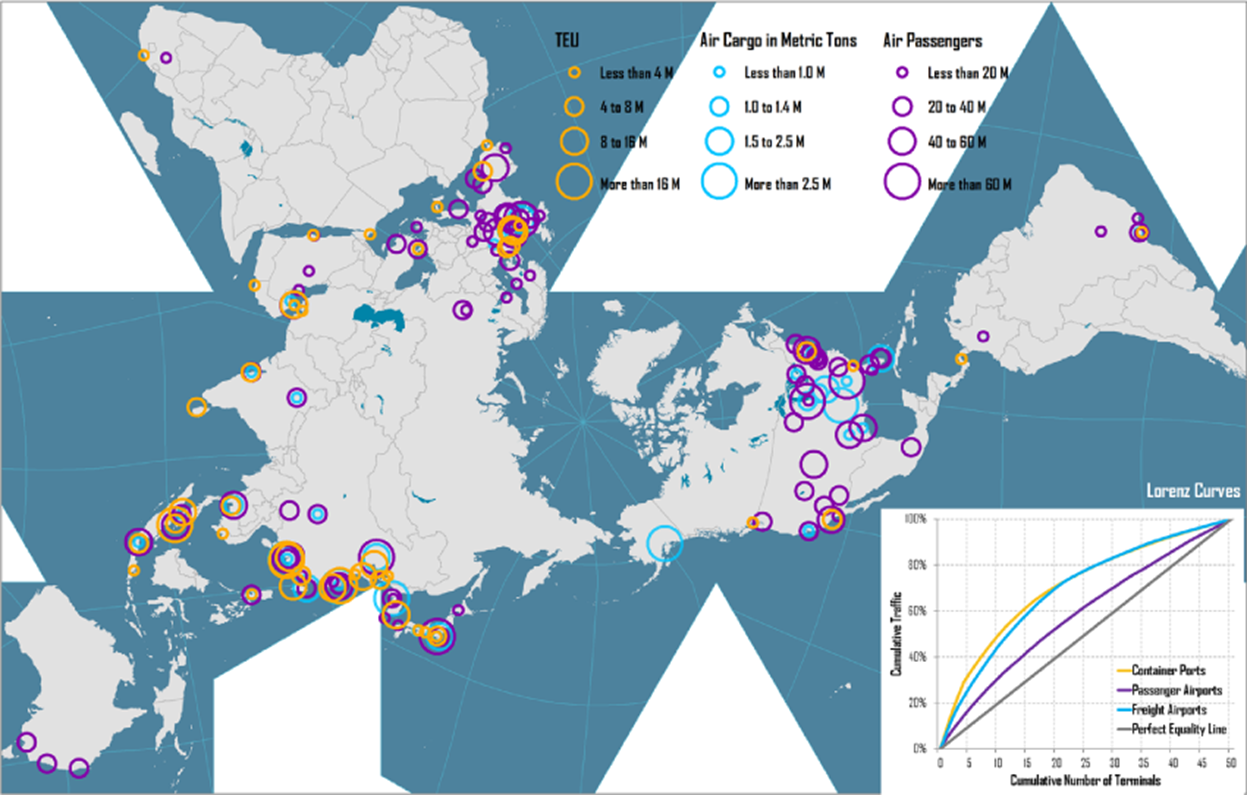 TEU Air Cargo in Metric Tons Air Passengers
Less than 4 M Less than 1.0 M Less than 20 M
4 to 8 M 1.0 to 1.4 M 20 to 40 M
8 to 16 M 1.5 to 2.5 M 40 to 60 M
More than 16 M More than 2.5 M More than 60 M
Lorenz Curves
100%
80%
60%
40%
20%
0%
Cumulative Traffic
Container Ports
Passenger Airports
Freight Airports
Perfect Equality Line
0 5 10 15 20 25 30 35 40 45 50
Cumulative Number of Terminals